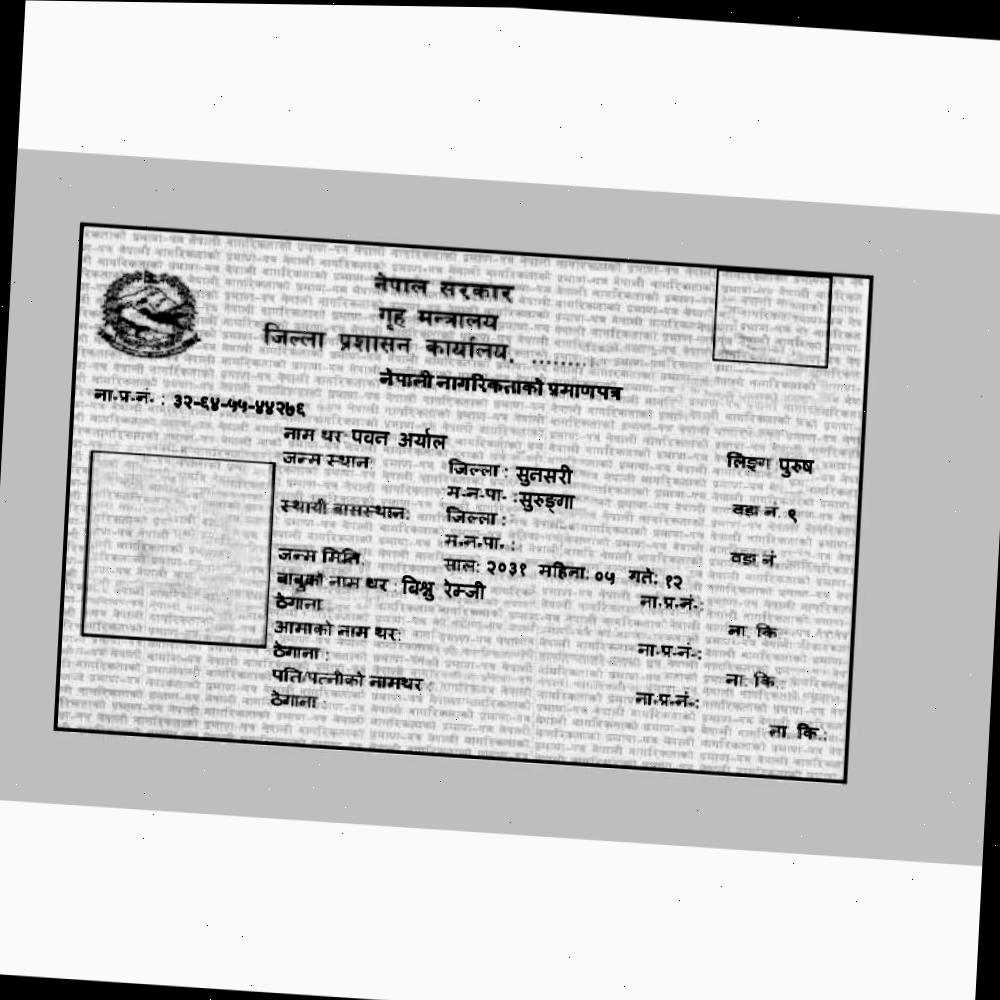 नेपाल सरकार
गृह मन्त्रालय
जिल्ला प्रशासन कार्यालय, .........
नेपाली नागरिकताको प्रमाणपत्र
ना.प्र.नं. : ३२-६४-५५-४४२७६
नाम थर पवन अर्याल लिङ्ग पुरुष
जन्म स्थान: जिल्ला : सुनसरी
म.न.पा. :सुरुङ्गा वडा नं. ९
स्थायी बासस्थान: जिल्ला :
म.न.पा. : वडा नं
जन्म मिति: साल: २०३१ महिना: ०५ गते: १२
बाबुको नाम थर : बिश्नु रेम्जी ना.प्र.नं.:
ठेगाना : ना. कि
आमाको नाम थर: ना.प्र.नं.:
ठेगाना : ना. कि.:
पति/पत्नीको नामथर : ना.प्र.नं.:
ठेगाना : ना कि.: